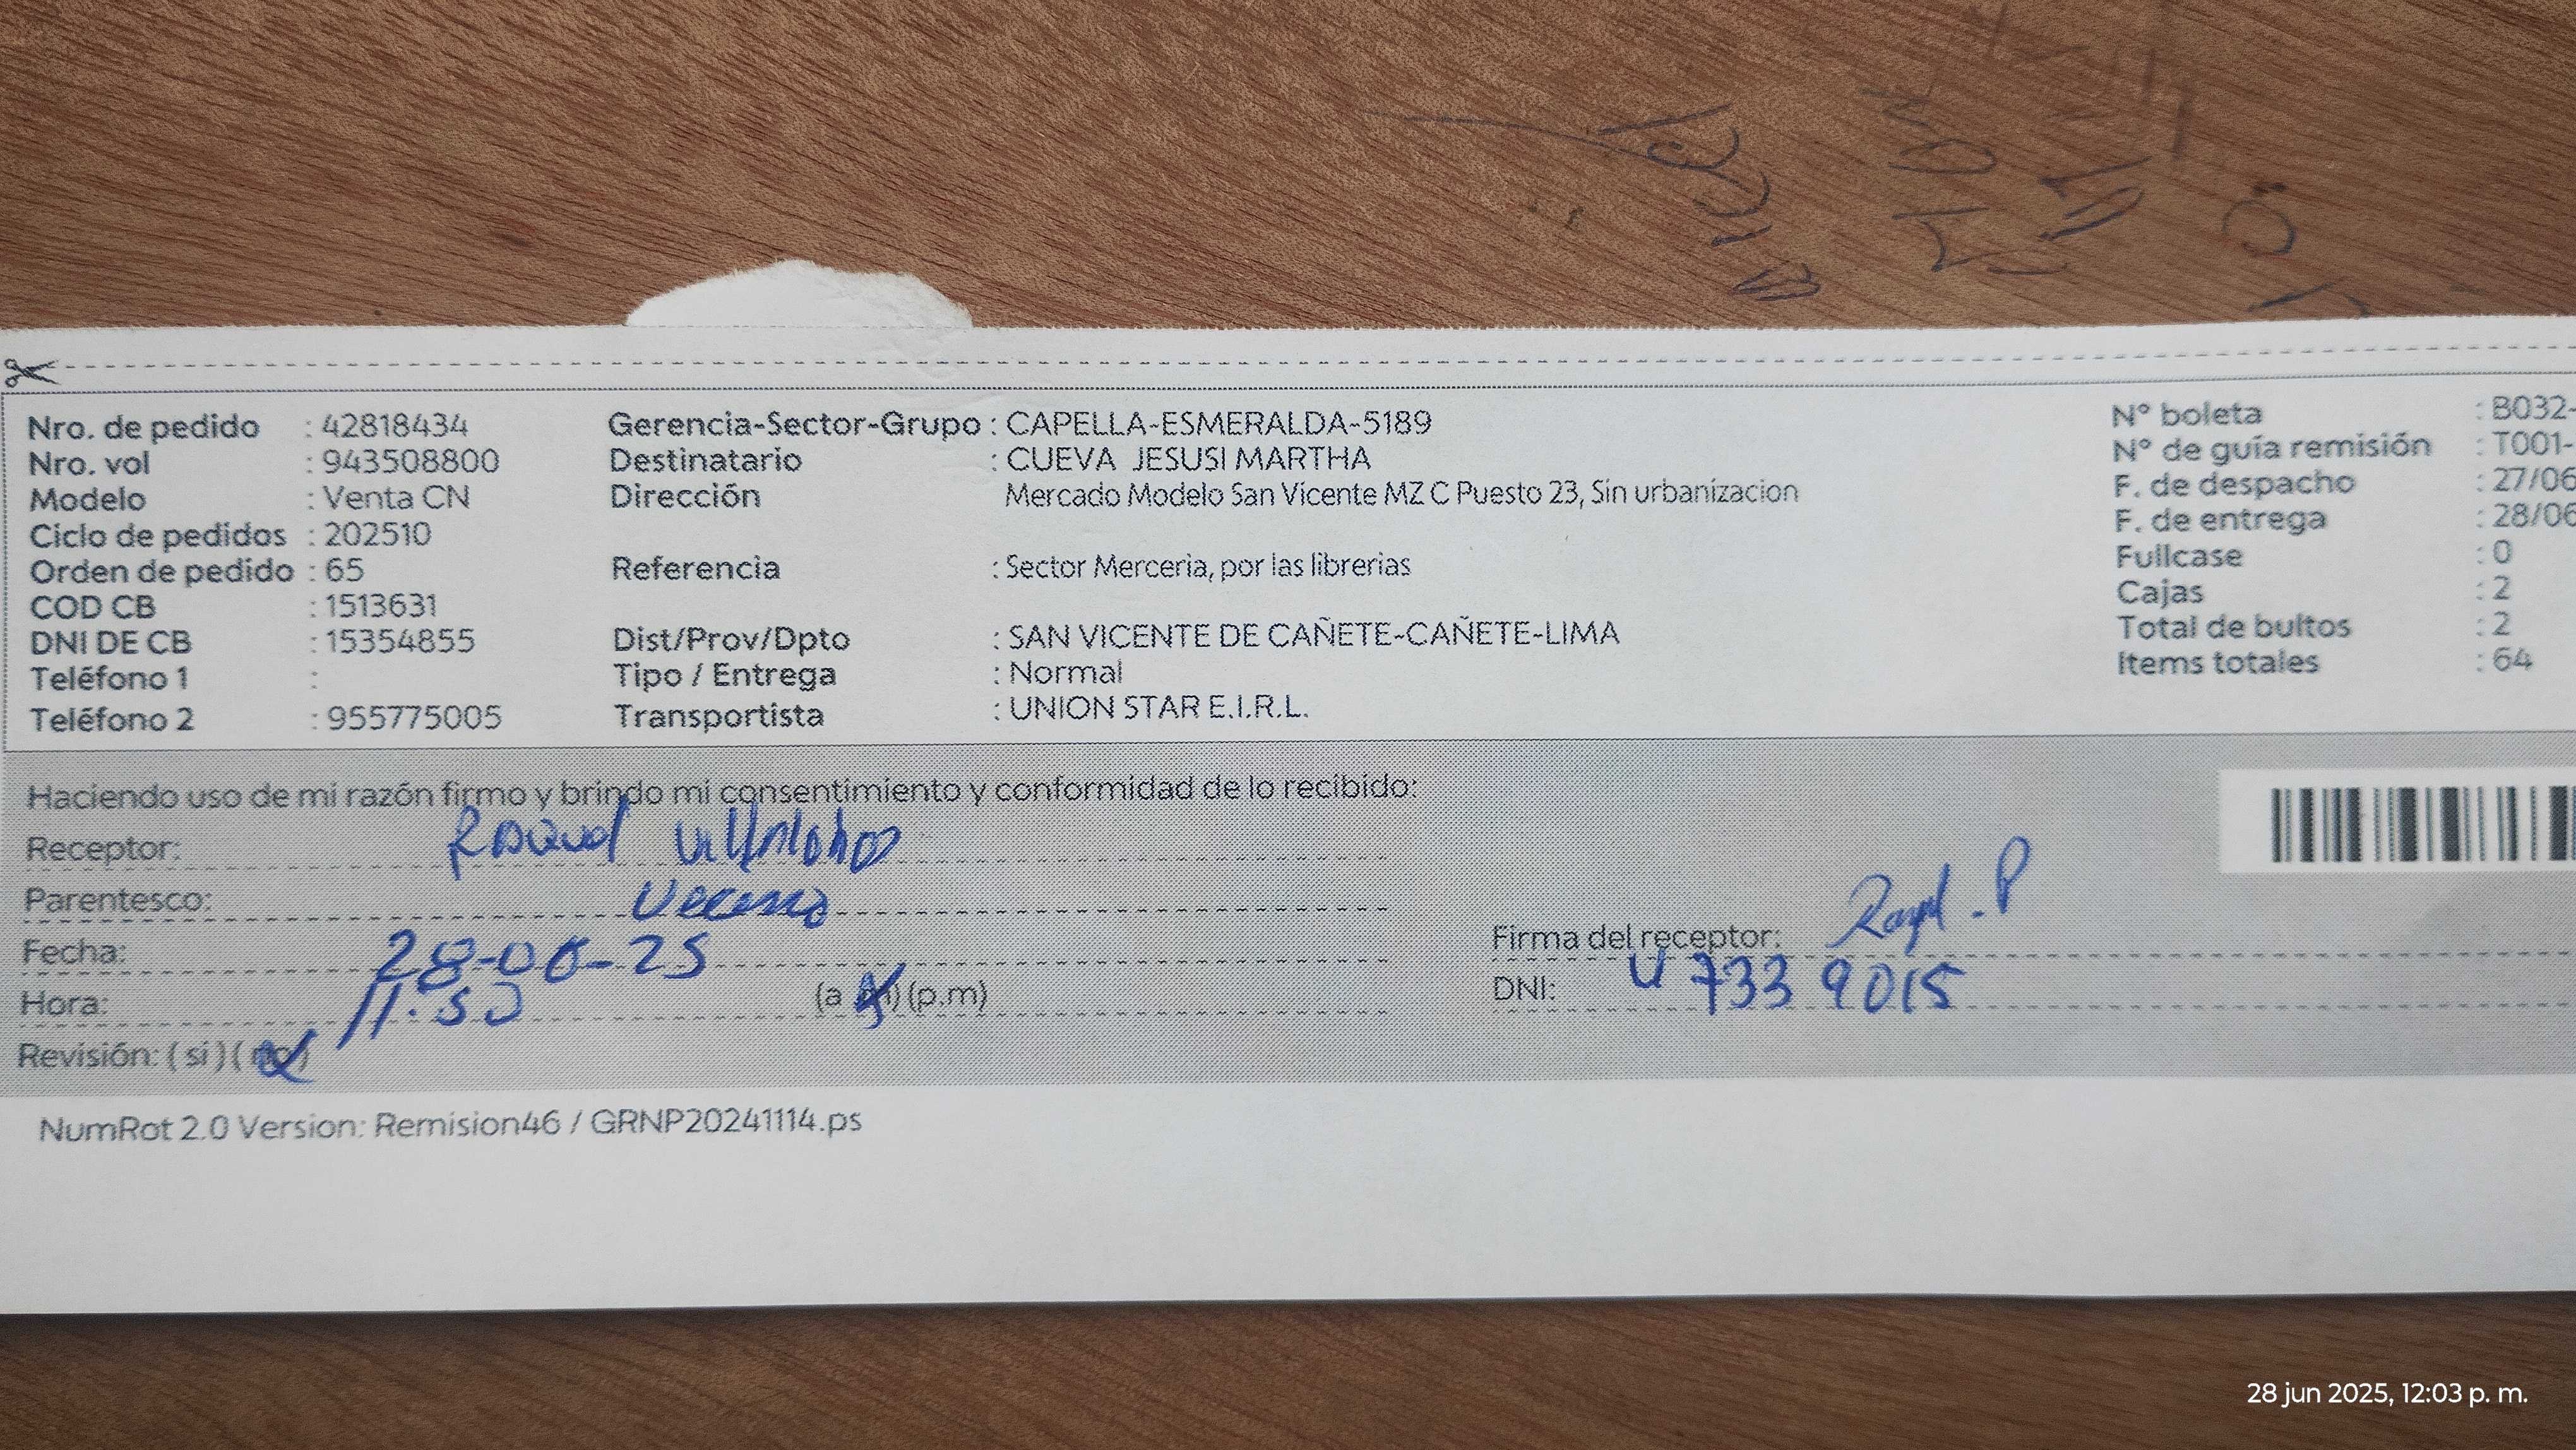 Nro. de pedido : 42818434 Gerencia-Sector-Grupo : CAPELLA-ESMERALDA-5189 N° boleta : B032-
Nro. vol : 943508800 Destinatario : CUEVA JESUSI MARTHA N° de guía remisión : T001-
Modelo : Venta CN Dirección Mercado Modelo San Vicente MZ C Puesto 23, Sin urbanizacion F. de despacho : 27/06
Ciclo de pedidos : 202510 F. de entrega : 28/06
Orden de pedido : 65 Referencia : Sector Merceria, por las librerias Fullcase : 0
COD CB : 1513631 Cajas : 2
DNI DE CB : 15354855 Dist/Prov/Dpto : SAN VICENTE DE CAÑETE-CAÑETE-LIMA Total de bultos : 2
Teléfono 1 : Tipo / Entrega : Normal Items totales : 64
Teléfono 2 : 955775005 Transportista : UNION STAR E.I.R.L.
Haciendo uso de mi razón firmo y brindo mi consentimiento y conformidad de lo recibido:
Receptor: Raquel Villalobos
Parentesco: Vecina
Fecha: 28-06-25 Firma del receptor:
Hora: 11.50 (a.m) (p.m) DNI: 47339015
Revisión: ( si ) ( no )
NumRot 2.0 Version: Remision46 / GRNP20241114.ps
28 jun 2025, 12:03 p. m.